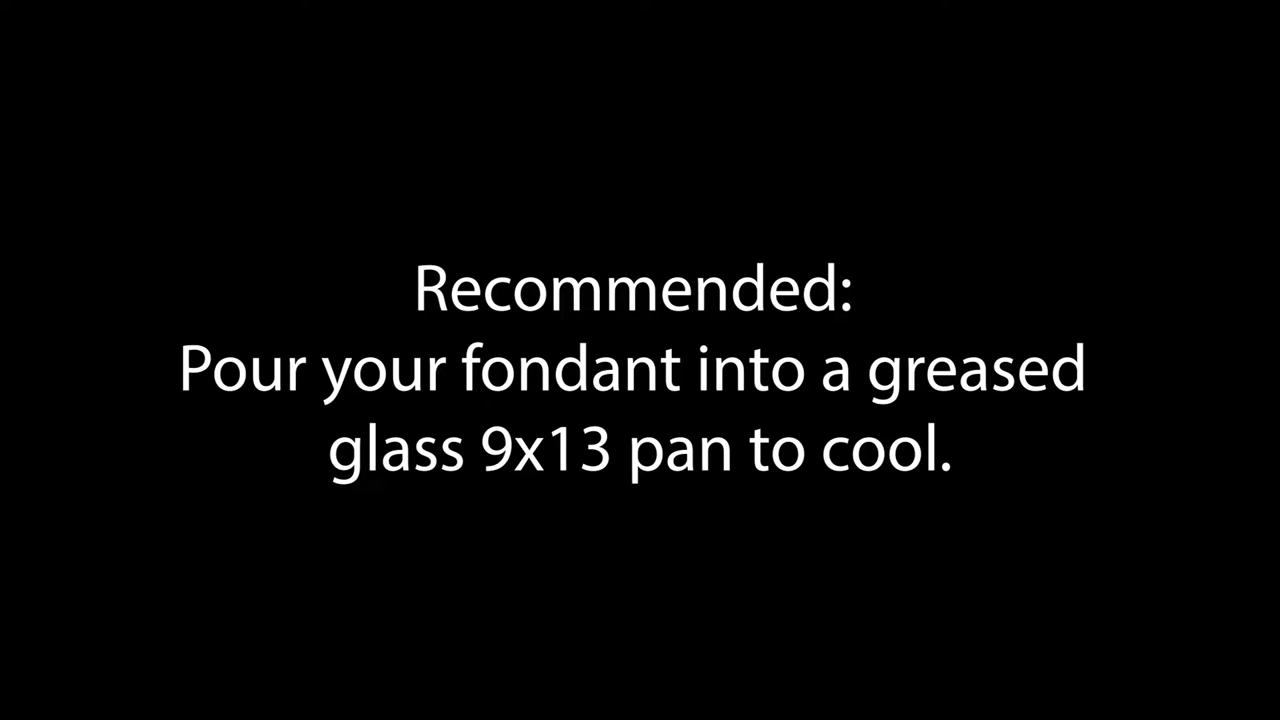 Recommended:
Pour your fondant into a greased
glass 9x13 pan to cool.